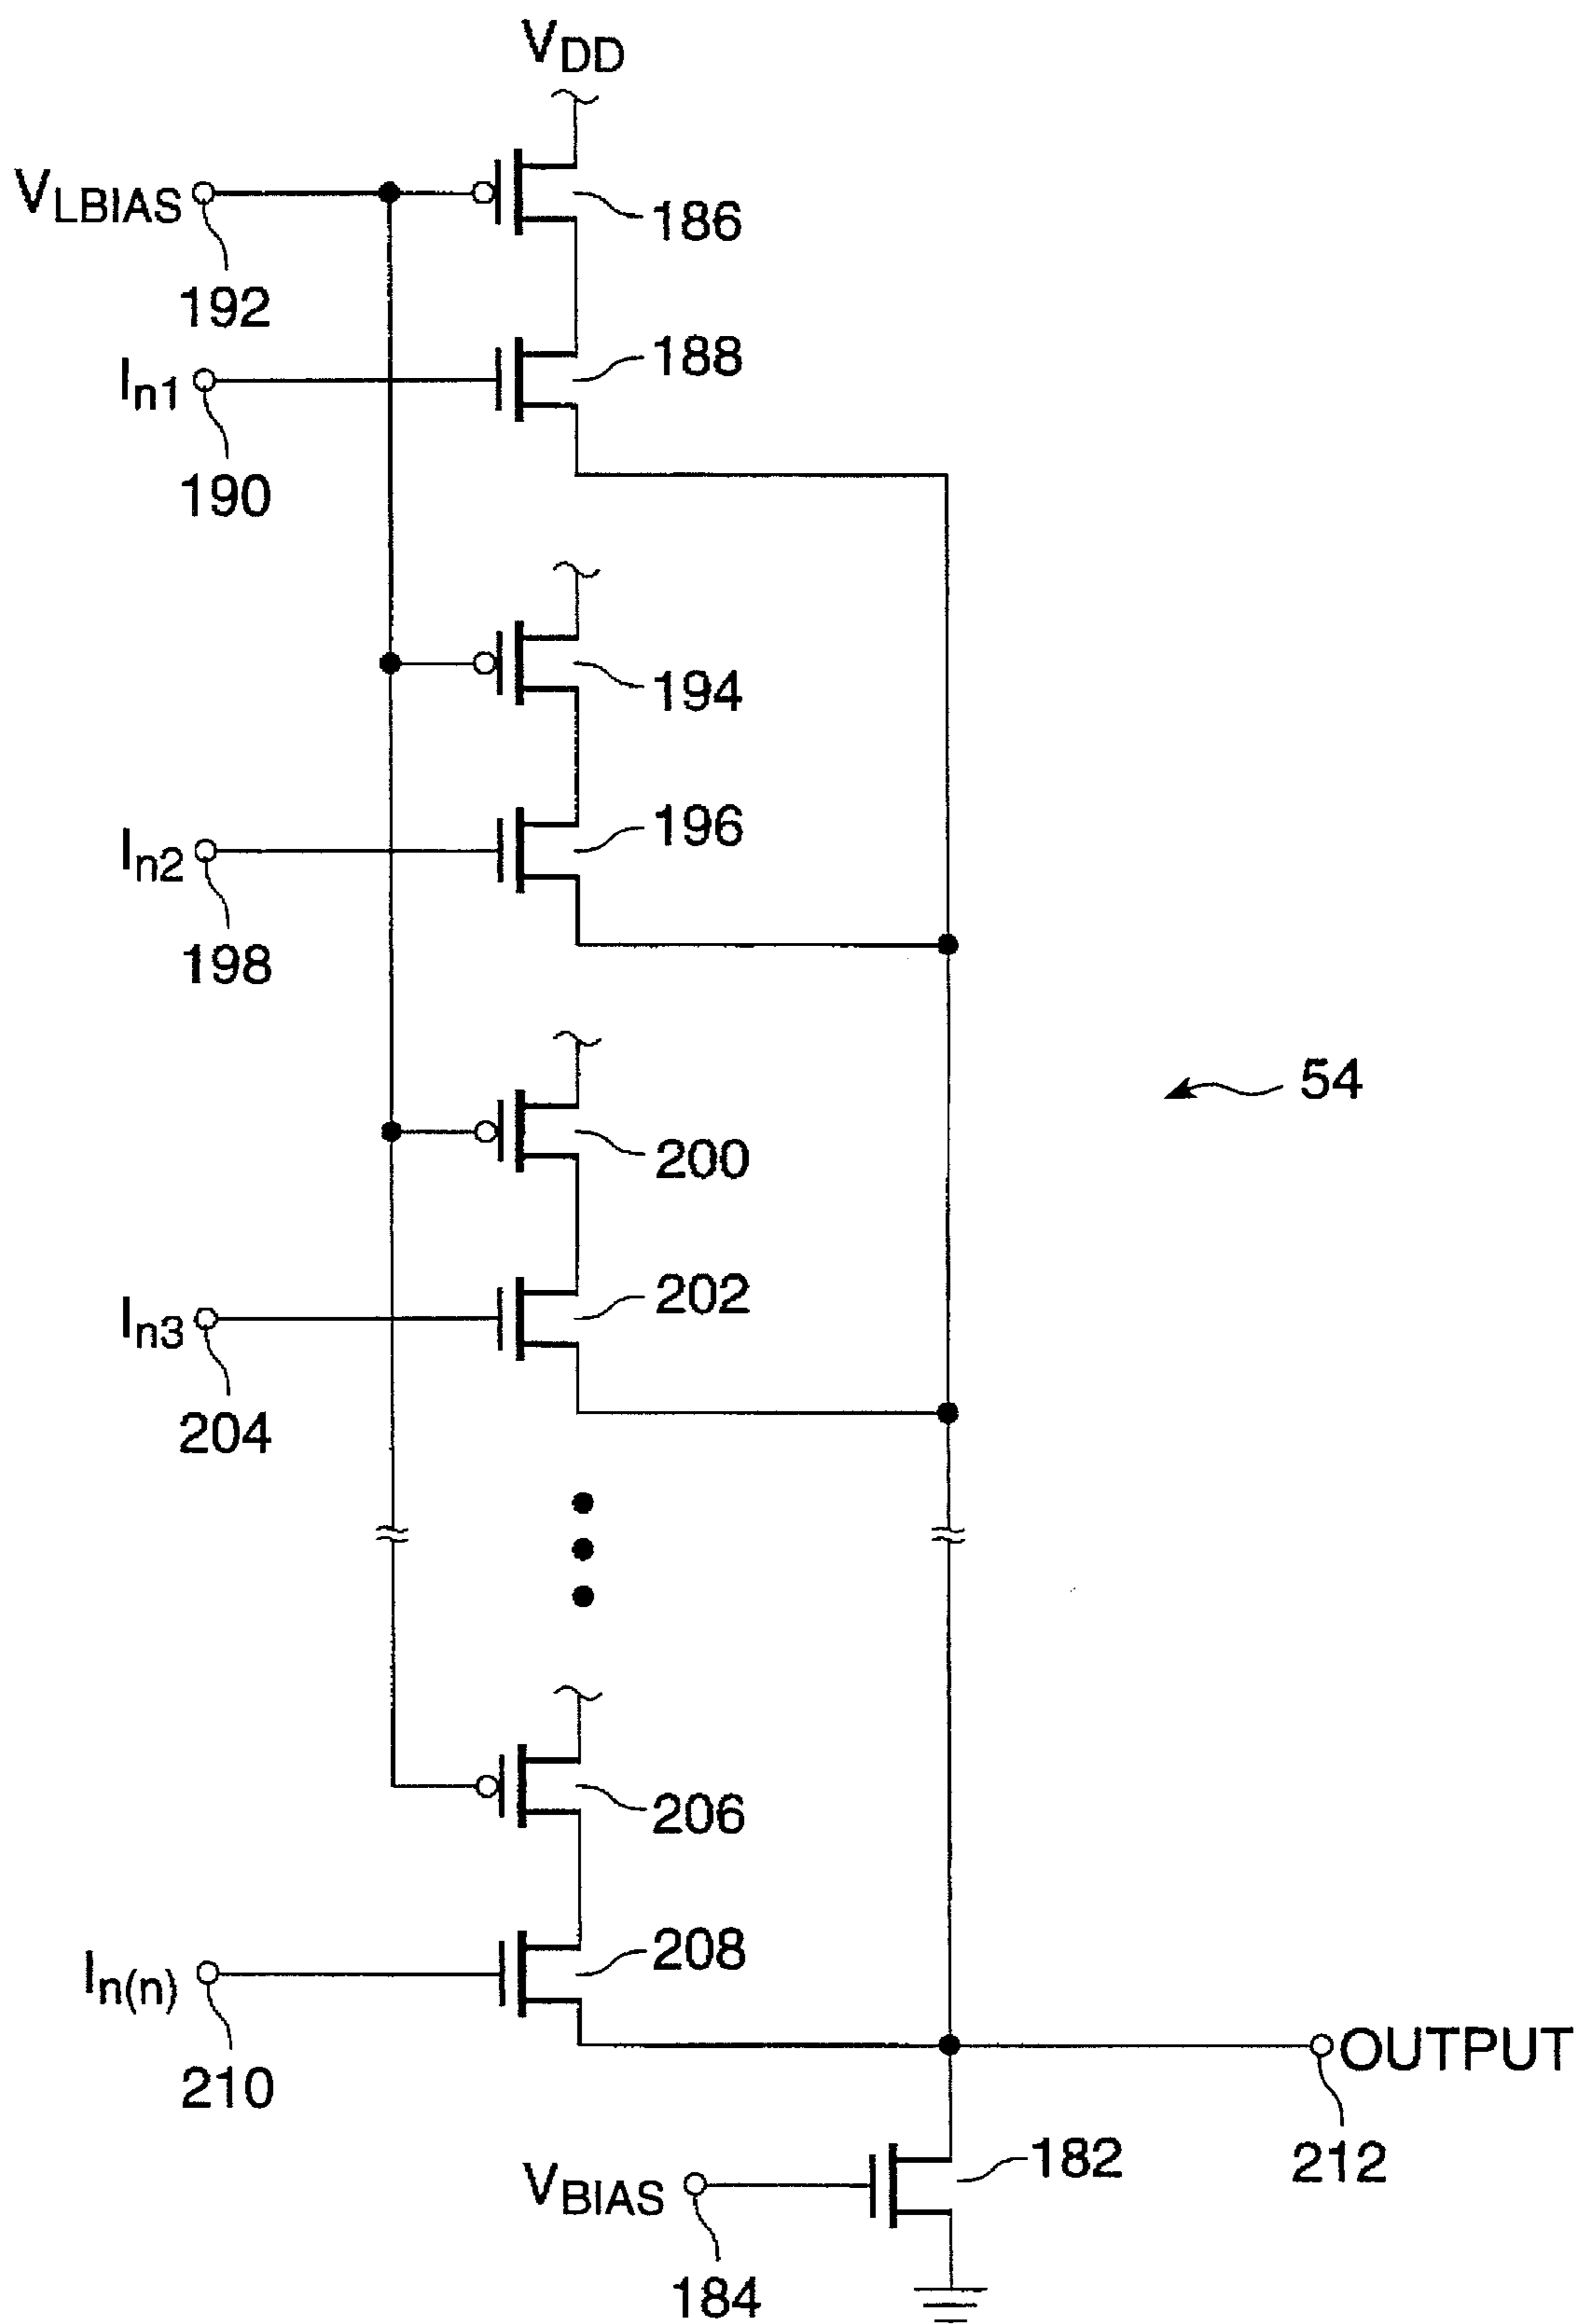 VDD
VLBIAS
186
192
188
In1
190
194
196
In2
198
54
200
202
In3
204
206
208
In(n)
210
OUTPUT
182
212
VBIAS
184